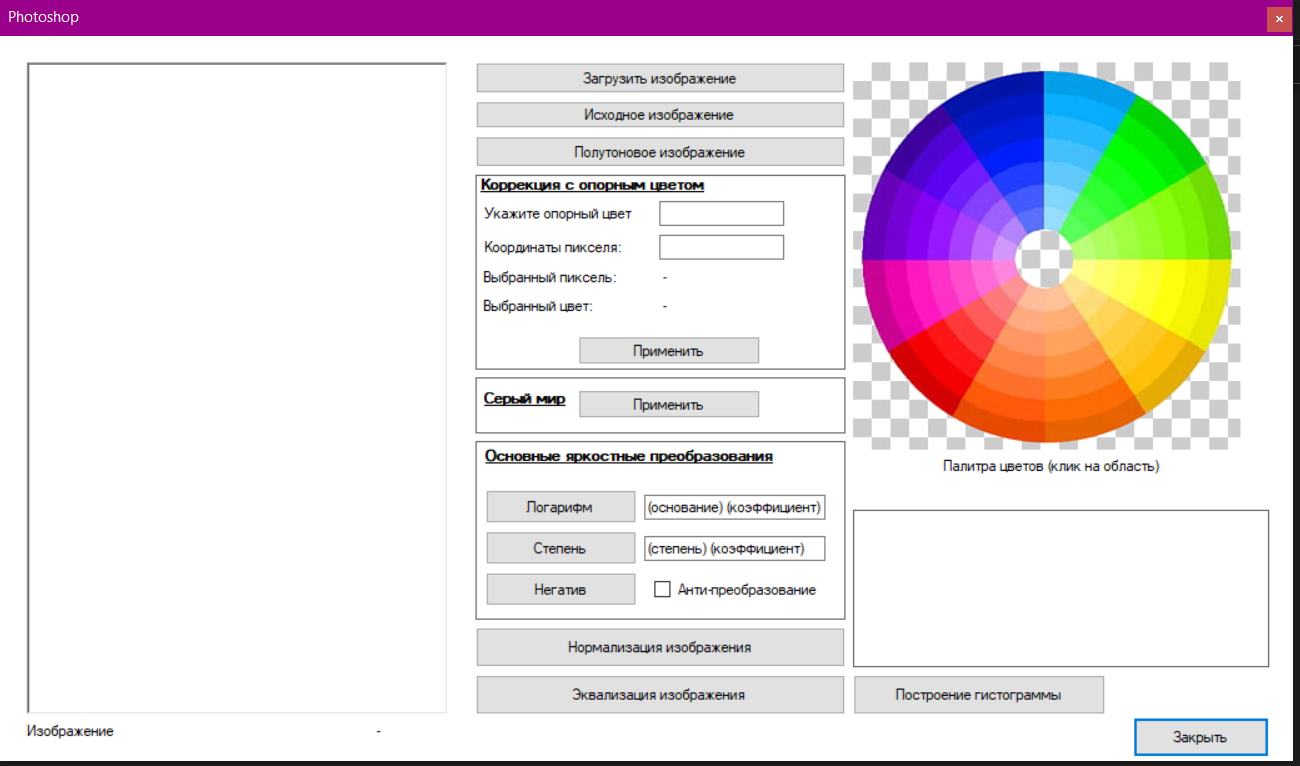 Photoshop
Загрузить изображение
Исходное изображение
Полутоновое изображение
Коррекция с опорным цветом
Укажите опорный цвет
Координаты пикселя:
Выбранный пиксель: -
Выбранный цвет: -
Применить
Серый мир Применить
Основные яркостные преобразования
Логарифм (основание) (коэффициент)
Степень (степень) (коэффициент)
Негатив Анти-преобразование
Нормализация изображения
Эквализация изображения
Палитра цветов (клик на область)
Построение гистограммы
Изображение -
Закрыть